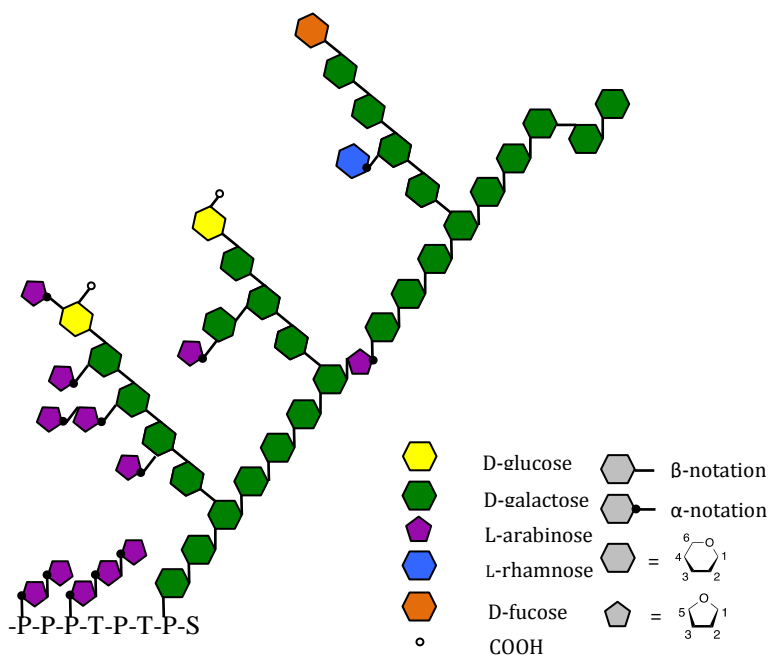 D-glucose
β-notation
D-galactose
α-notation
L-arabinose
L-rhamnose
= 6 O 4 1 3 2
D-fucose
= O 5 1 3 2
COOH
-P-P-P-T-P-T-P-S